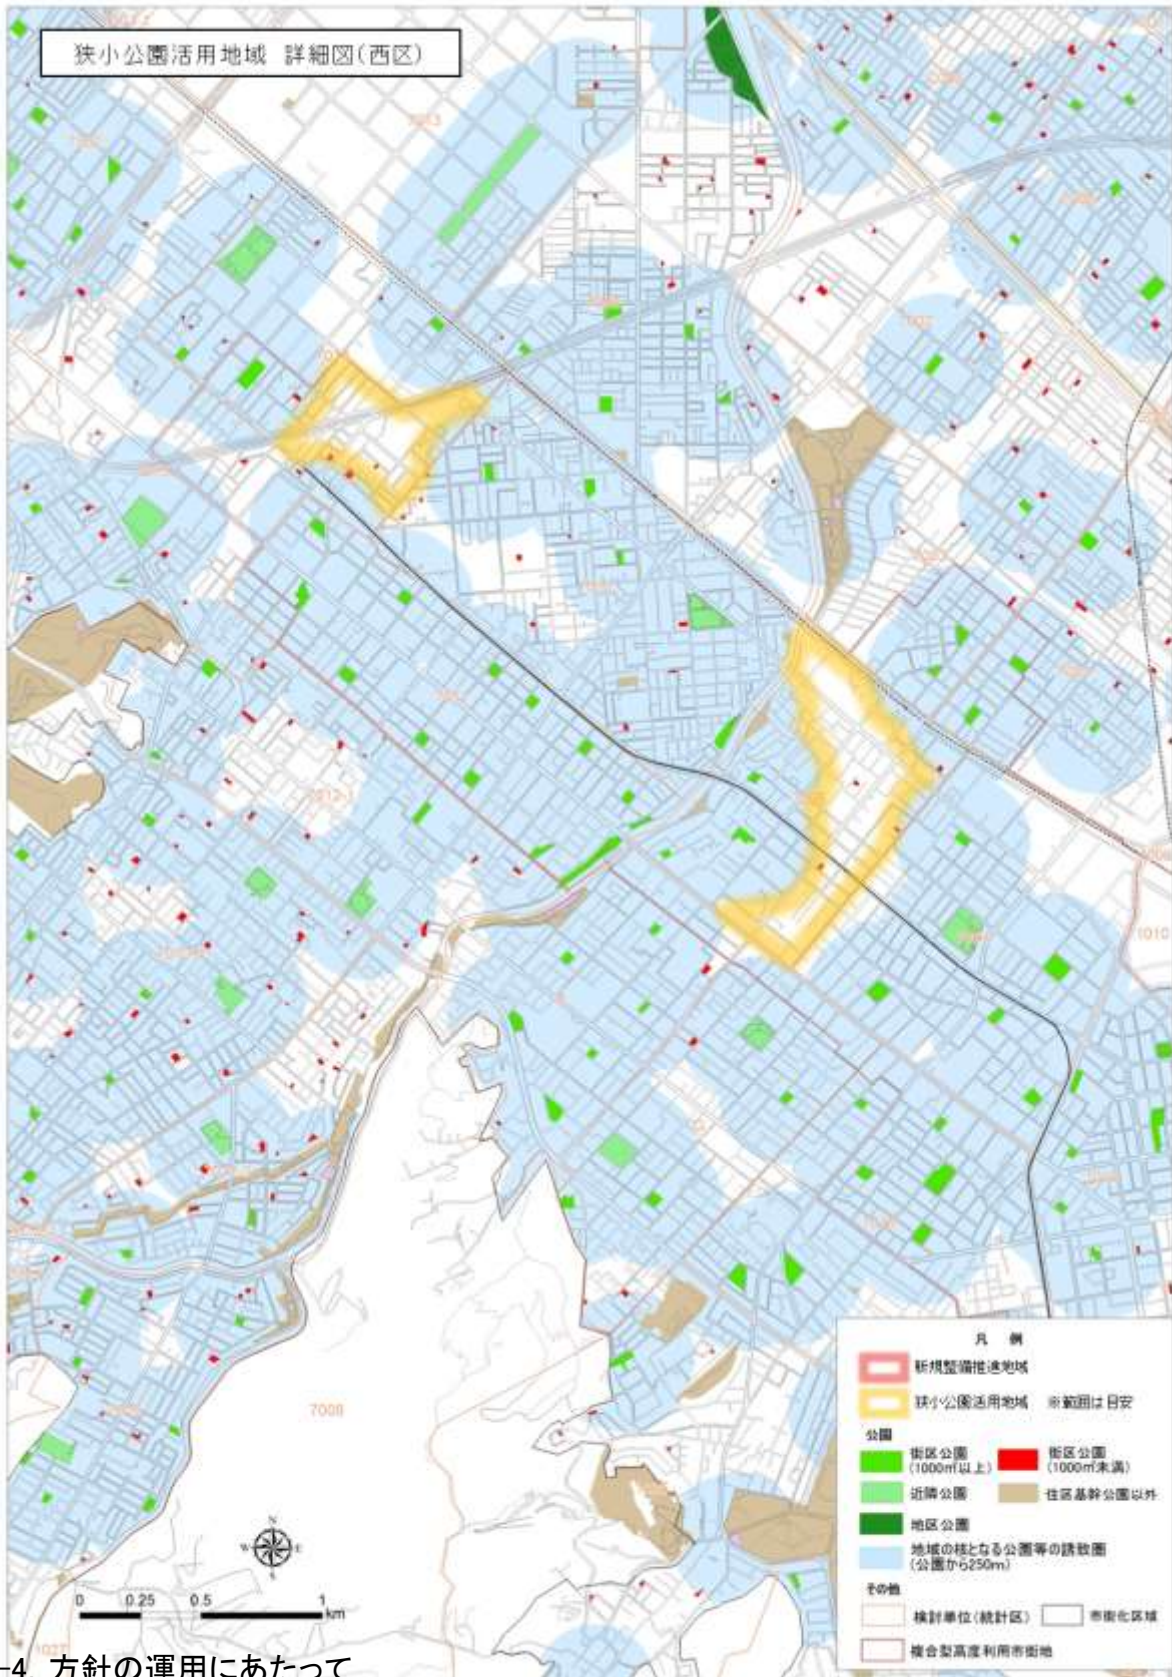 狭小公園活用地域 詳細図(西区)
1010
7008
N
W E
S
0 0.25 0.5 1
km
凡 例
新規整備推進地域
狭小公園活用地域 ※範囲は目安
公園
街区公園
(1000㎡以上)
街区公園
(1000㎡未満)
近隣公園
住区基幹公園以外
地区公園
地域の核となる公園等の誘致圏
(公園から250m)
その他
検討単位(統計区)
市街化区域
複合型高度利用市街地
-4. 方針の運用にあたって